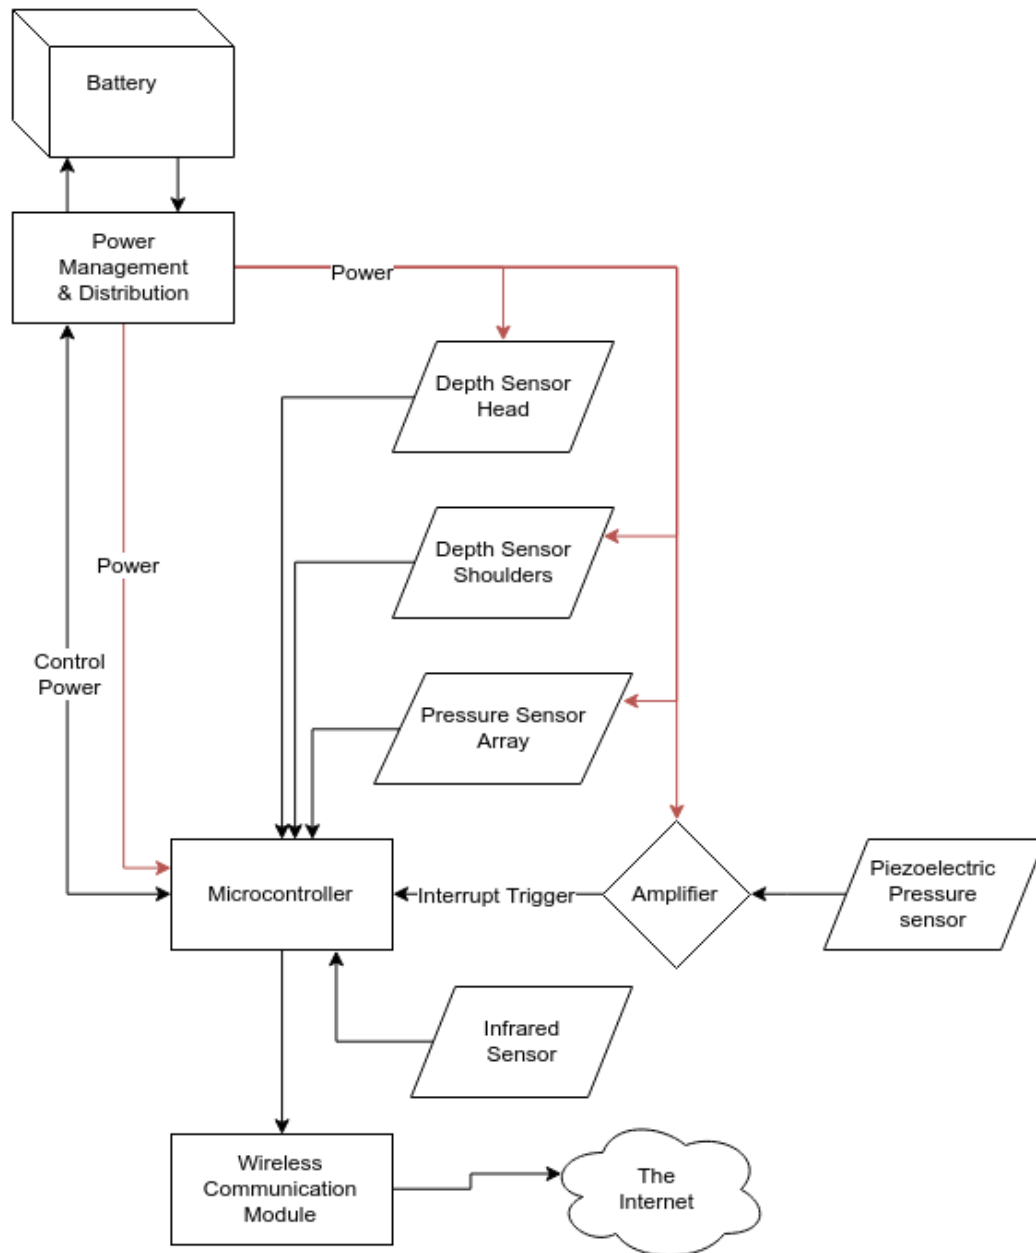 Battery
Power
Management
& Distribution
Power
Depth Sensor
Head
Depth Sensor
Shoulders
Power
Control
Power
Pressure Sensor
Array
Microcontroller
Interrupt Trigger
Amplifier
Piezoelectric
Pressure
sensor
Infrared
Sensor
Wireless
Communication
Module
The
Internet